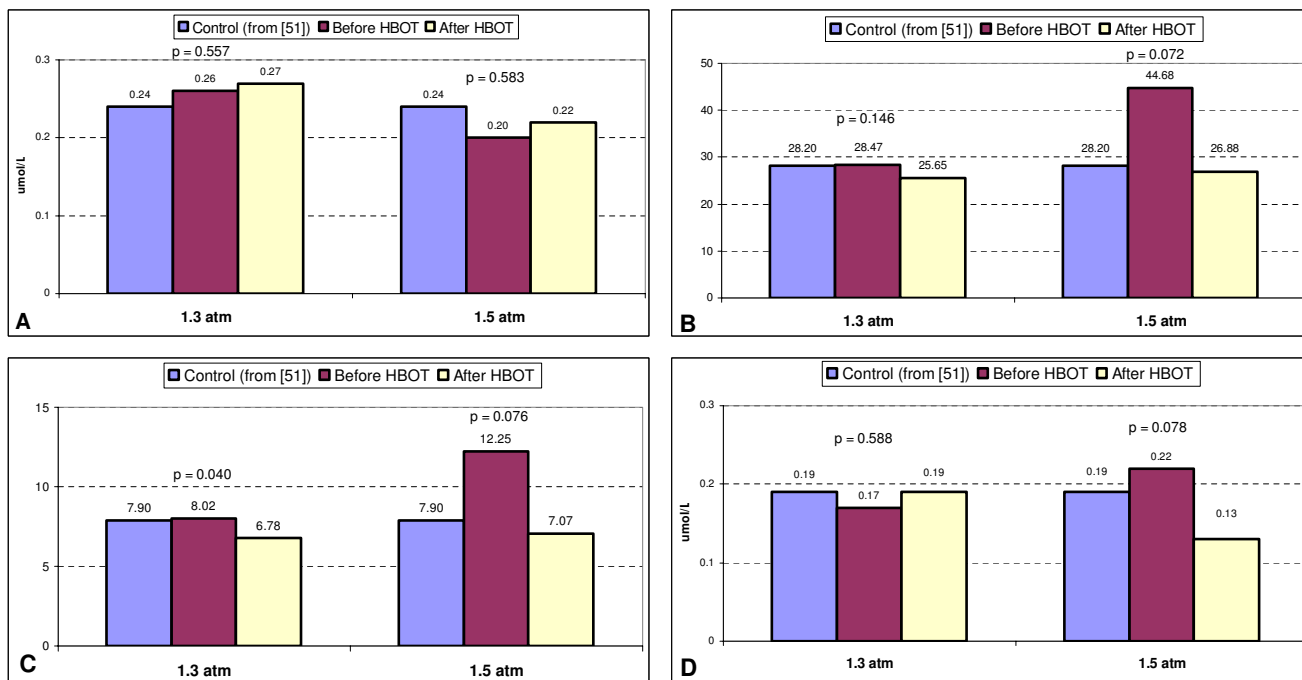 Control (from [51]) Before HBOT After HBOT
p = 0.557
0.3
0.27
0.26
p = 0.583
0.24
0.24
0.22
0.20
0.2
umol/L
0.1
0
A
1.3 atm
1.5 atm
Control (from [51]) Before HBOT After HBOT
p = 0.072
50
44.68
40
p = 0.146
30
28.20
28.47
25.65
28.20
26.88
20
10
0
B
1.3 atm
1.5 atm
Control (from [51]) Before HBOT After HBOT
15
p = 0.076
12.25
p = 0.040
10
7.90
8.02
6.78
7.90
7.07
5
0
C
1.3 atm
1.5 atm
Control (from [51]) Before HBOT After HBOT
0.3
p = 0.588
p = 0.078
0.22
0.19
0.17
0.19
0.19
0.2
0.13
umol/L
0.1
0
D
1.3 atm
1.5 atm